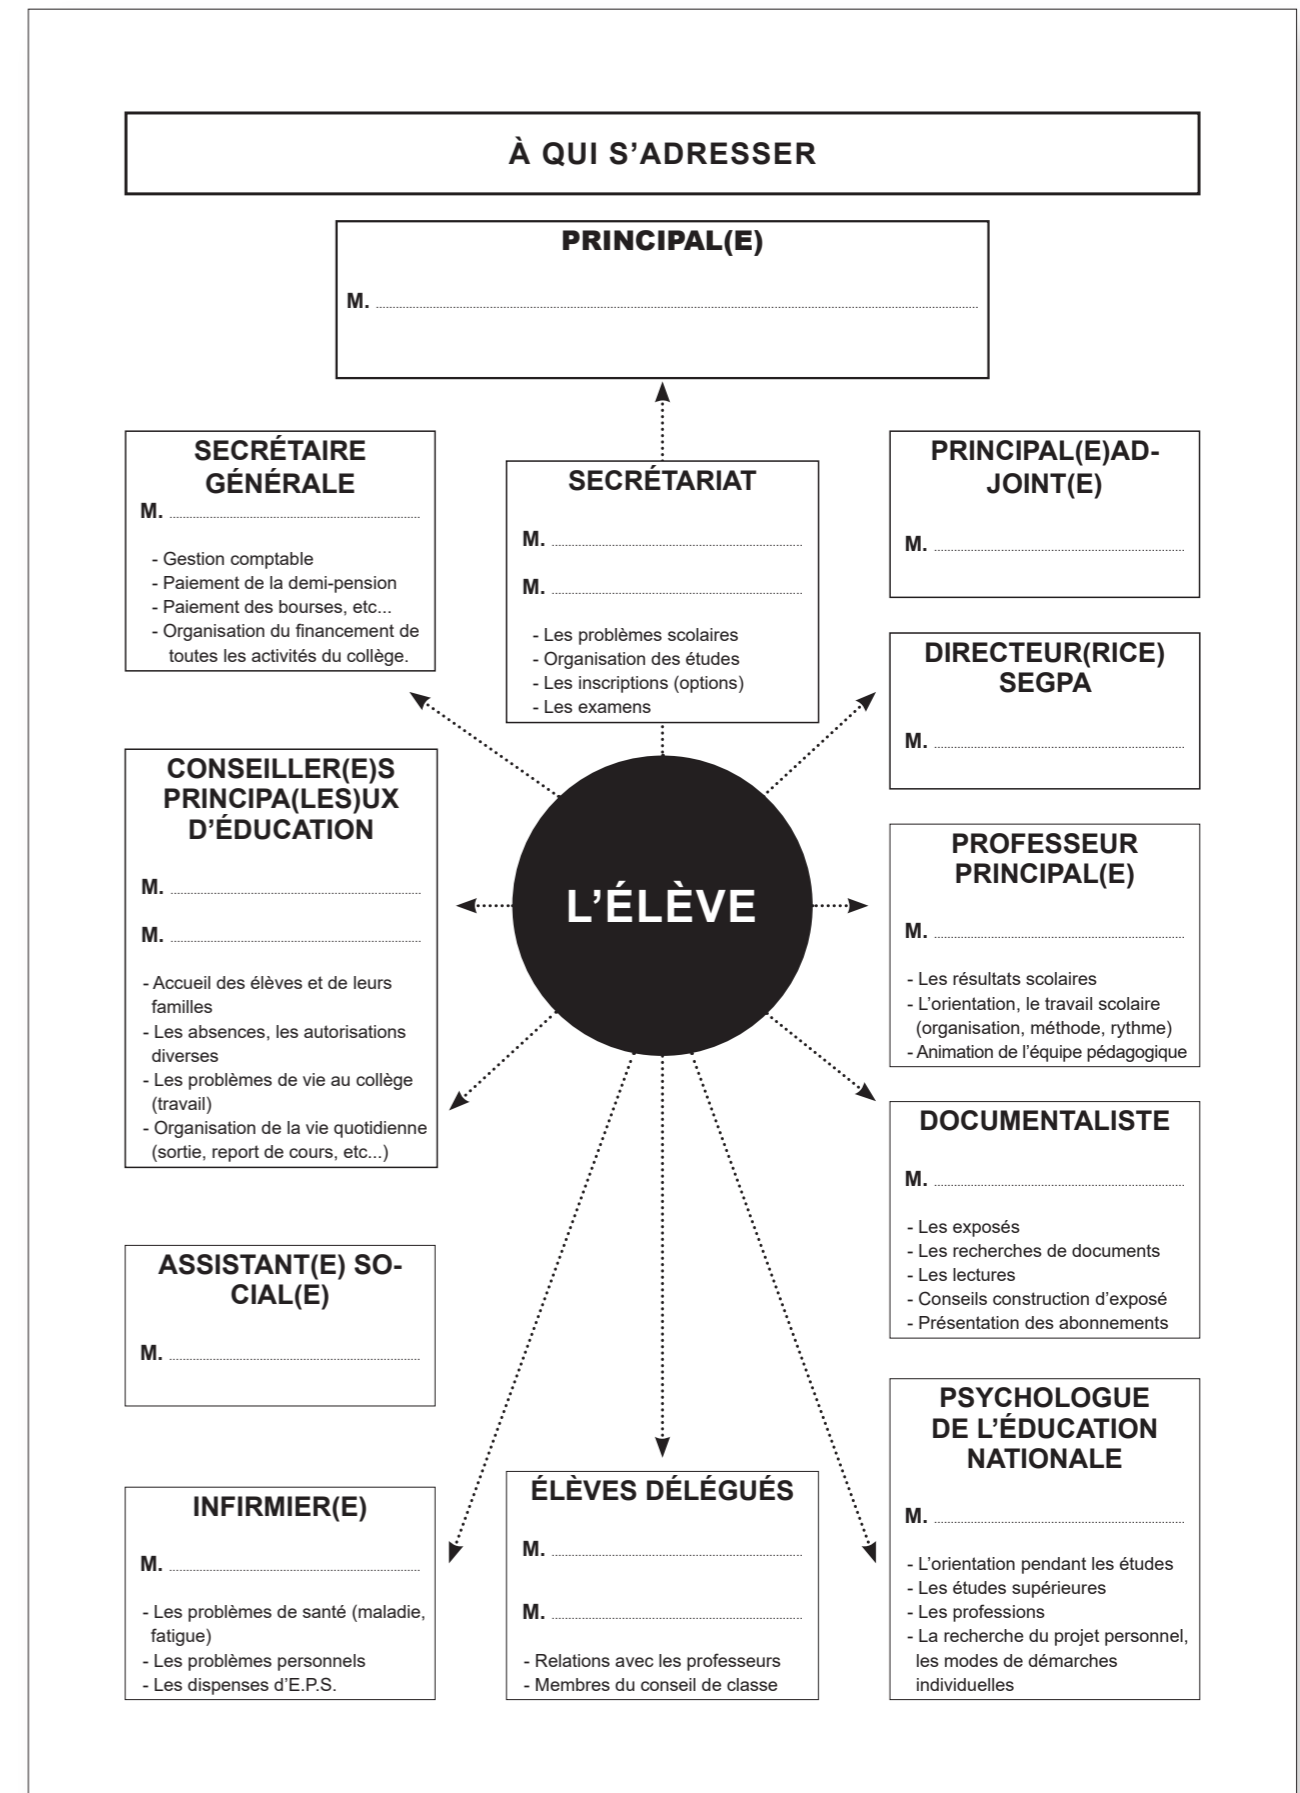 À QUI S’ADRESSER
PRINCIPAL(E)
M.
SECRÉTAIRE
GÉNÉRALE
M.
- Gestion comptable
- Paiement de la demi-pension
- Paiement des bourses, etc...
- Organisation du financement de
toutes les activités du collège.
SECRÉTARIAT
M.
M.
- Les problèmes scolaires
- Organisation des études
- Les inscriptions (options)
- Les examens
PRINCIPAL(E)AD-
JOINT(E)
M.
DIRECTEUR(RICE)
SEGPA
M.
CONSEILLER(E)S
PRINCIPA(LES)UX
D’ÉDUCATION
M.
M.
- Accueil des élèves et de leurs
familles
- Les absences, les autorisations
diverses
- Les problèmes de vie au collège
(travail)
- Organisation de la vie quotidienne
(sortie, report de cours, etc...)
L’ÉLÈVE
PROFESSEUR
PRINCIPAL(E)
M.
- Les résultats scolaires
- L’orientation, le travail scolaire
(organisation, méthode, rythme)
- Animation de l’équipe pédagogique
DOCUMENTALISTE
M.
- Les exposés
- Les recherches de documents
- Les lectures
- Conseils construction d’exposé
- Présentation des abonnements
ASSISTANT(E) SO-
CIAL(E)
M.
INFIRMIER(E)
M.
- Les problèmes de santé (maladie,
fatigue)
- Les problèmes personnels
- Les dispenses d’E.P.S.
ÉLÈVES DÉLÉGUÉS
M.
M.
- Relations avec les professeurs
- Membres du conseil de classe
PSYCHOLOGUE
DE L’ÉDUCATION
NATIONALE
M.
- L’orientation pendant les études
- Les études supérieures
- Les professions
- La recherche du projet personnel,
les modes de démarches
individuelles